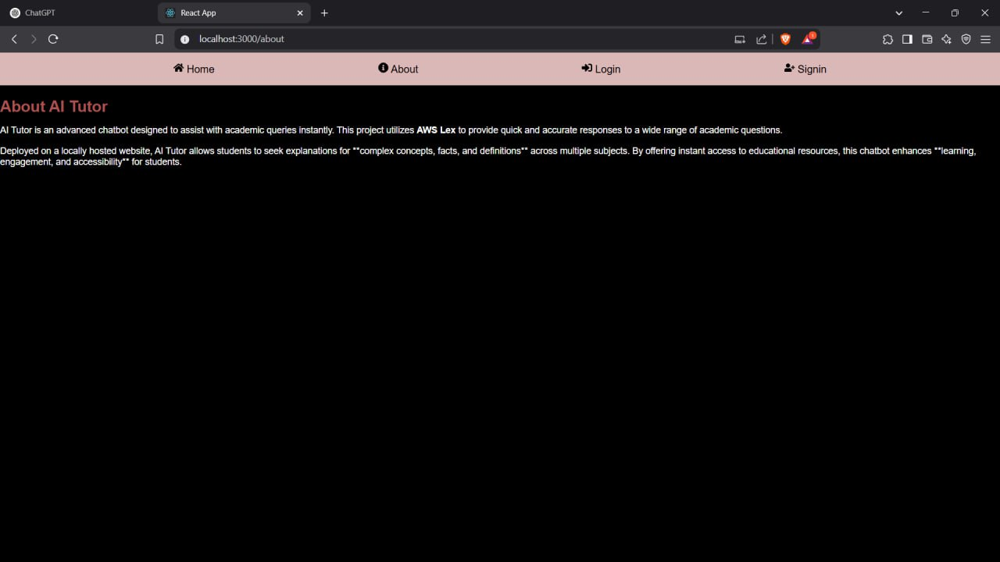 ChatGPT
React App
localhost:3000/about
1
Home
About
Login
Signin
About AI Tutor
AI Tutor is an advanced chatbot designed to assist with academic queries instantly. This project utilizes AWS Lex to provide quick and accurate responses to a wide range of academic questions.
Deployed on a locally hosted website, AI Tutor allows students to seek explanations for **complex concepts, facts, and definitions** across multiple subjects. By offering instant access to educational resources, this chatbot enhances **learning,
engagement, and accessibility** for students.